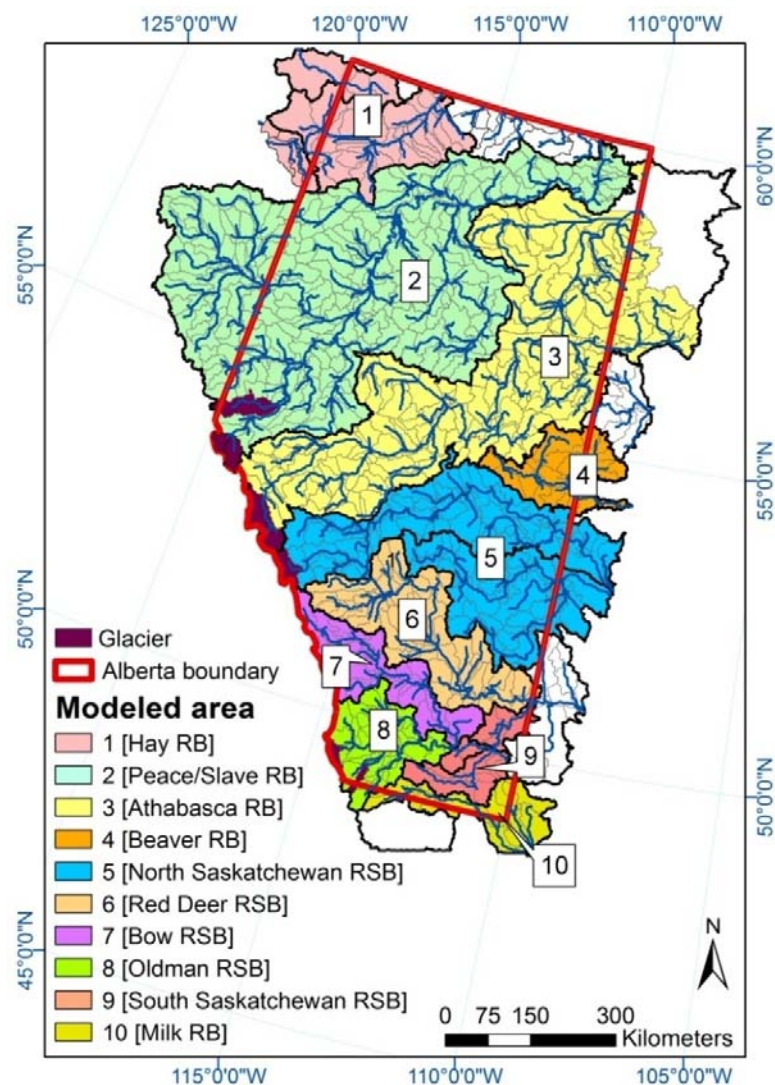 125°0'0"W
120°0'0"W
115°0'0"W
110°0'0"W
1
60°0'0"N
55°0'0"N
2
3
4
55°0'0"N
5
50°0'0"N
6
Glacier
Alberta boundary
7
Modeled area
8
1 [Hay RB]
9
2 [Peace/Slave RB]
50°0'0"N
3 [Athabasca RB]
4 [Beaver RB]
10
5 [North Saskatchewan RSB]
6 [Red Deer RSB]
7 [Bow RSB]
N
45°0'0"N
8 [Oldman RSB]
9 [South Saskatchewan RSB]
0 75 150 300
10 [Milk RB]
Kilometers
115°0'0"W
110°0'0"W
105°0'0"W